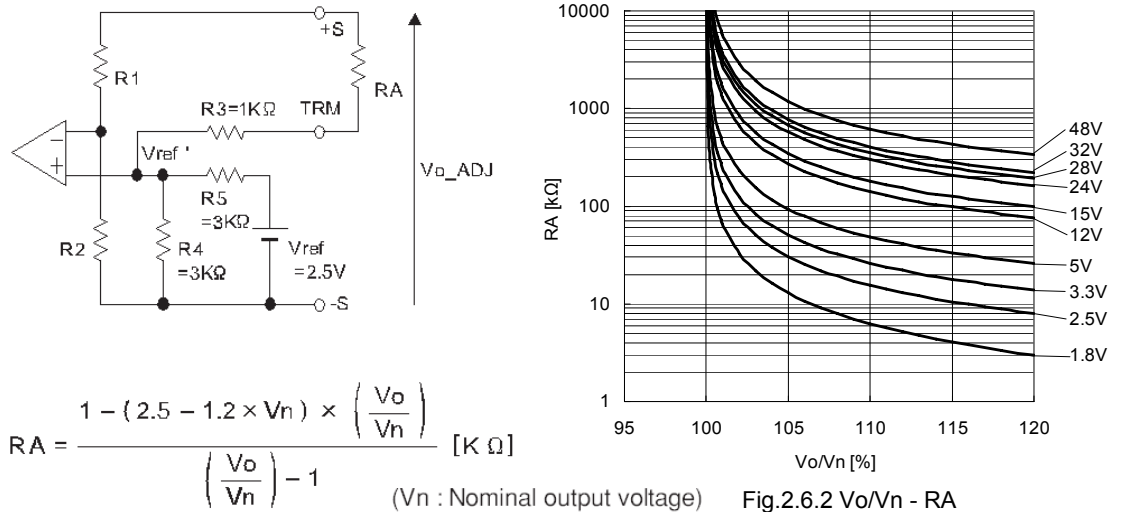 +S
R1
RA
R3=1KΩ TRM
−
+
Vref '
Vo_ADJ
R5
=3KΩ
R2
R4
=3KΩ
Vref
=2.5V
-S
RA = 1 − ( 2.5 − 1.2 × Vn ) × ( Vo / Vn ) / ( Vo / Vn ) − 1 [K Ω]
(Vn : Nominal output voltage)
RA [kΩ]
10000
1000
100
10
1
48V
32V
28V
24V
15V
12V
5V
3.3V
2.5V
1.8V
95 100 105 110 115 120
Vo/Vn [%]
Fig.2.6.2 Vo/Vn - RA